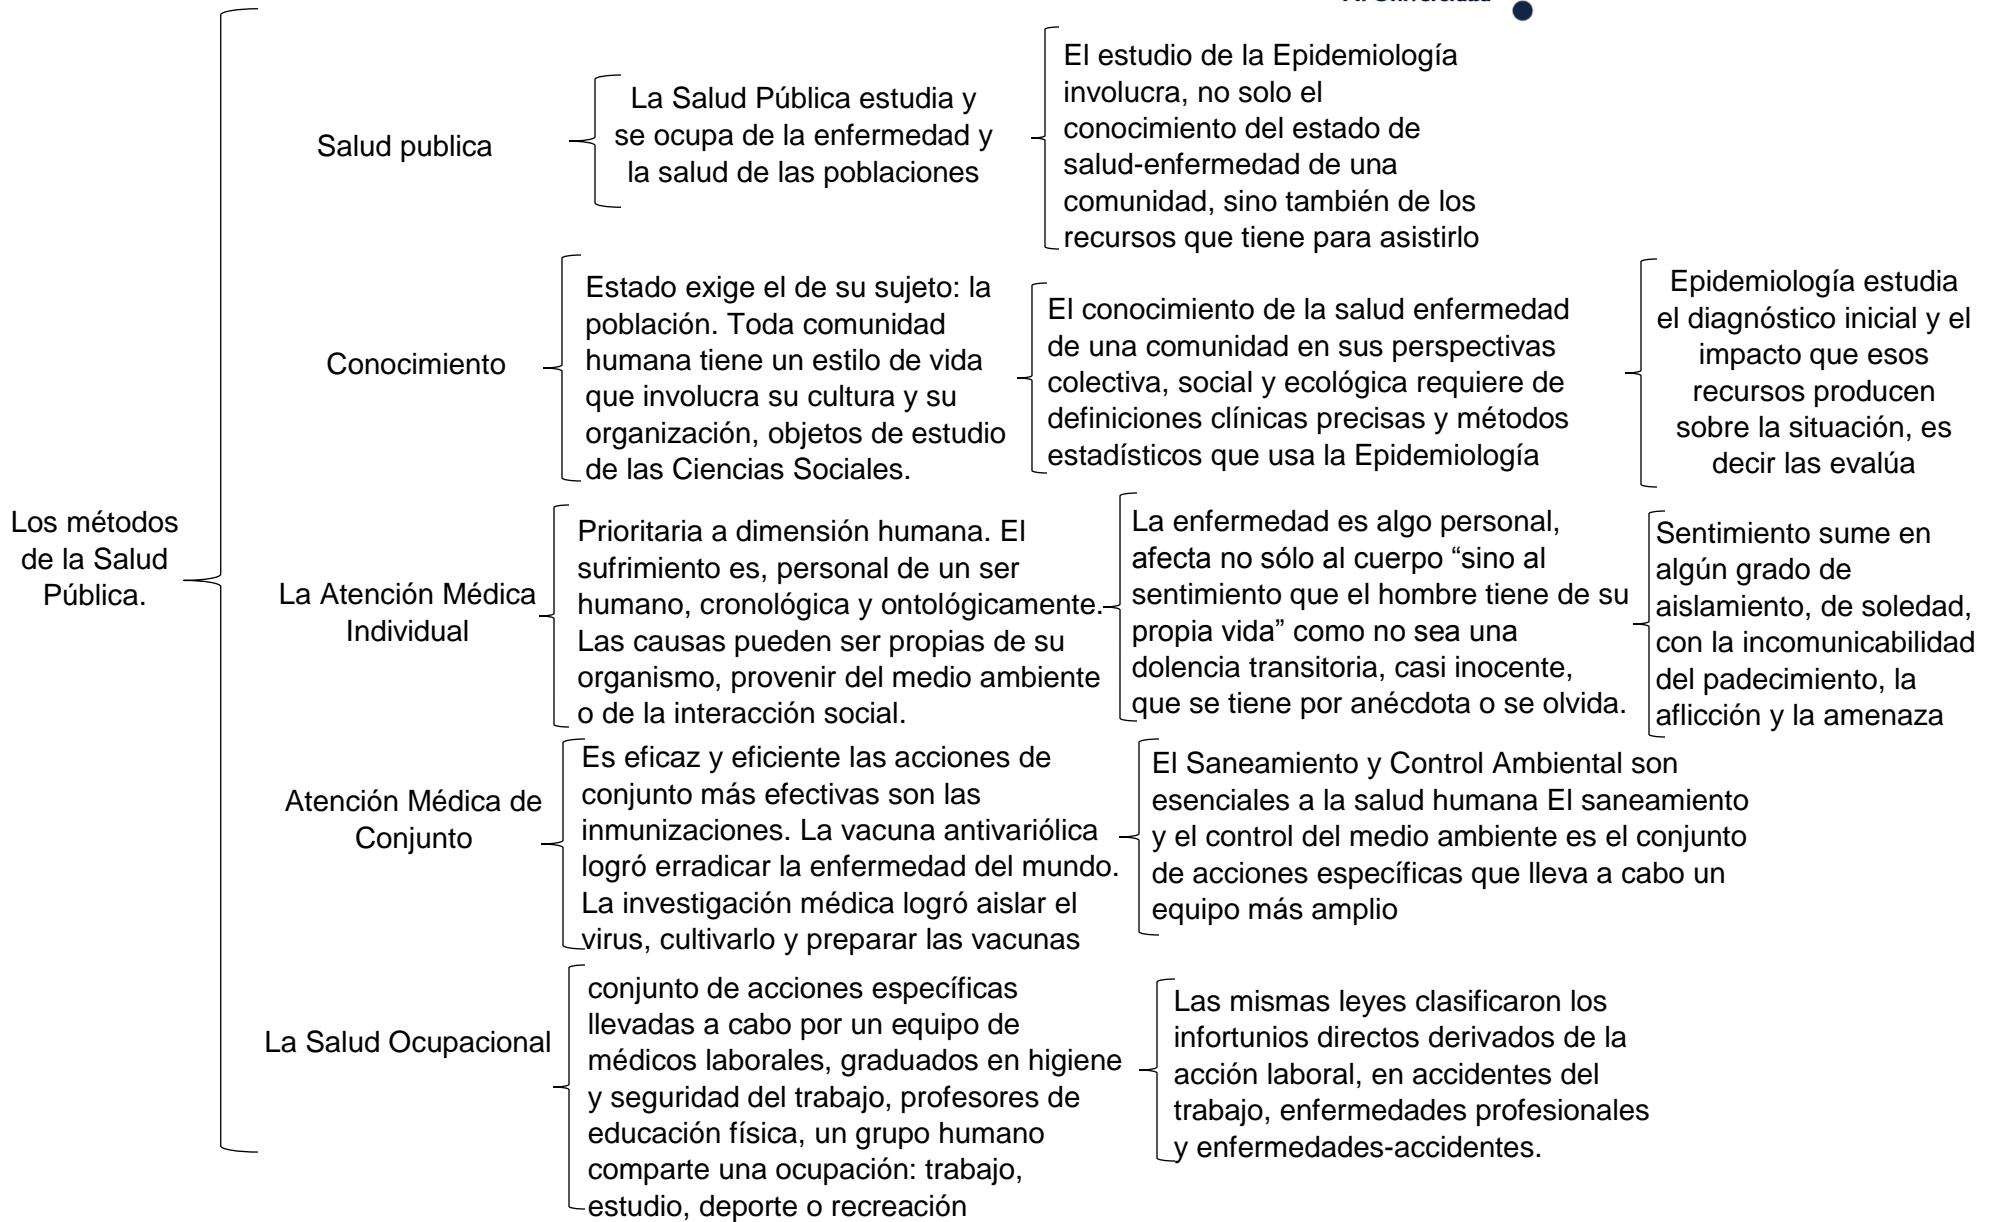 Los métodos
de la Salud
Pública.
Salud publica
La Salud Pública estudia y
se ocupa de la enfermedad y
la salud de las poblaciones
El estudio de la Epidemiología
involucra, no solo el
conocimiento del estado de
salud-enfermedad de una
comunidad, sino también de los
recursos que tiene para asistirlo
Conocimiento
Estado exige el de su sujeto: la
población. Toda comunidad
humana tiene un estilo de vida
que involucra su cultura y su
organización, objetos de estudio
de las Ciencias Sociales.
El conocimiento de la salud enfermedad
de una comunidad en sus perspectivas
colectiva, social y ecológica requiere de
definiciones clínicas precisas y métodos
estadísticos que usa la Epidemiología
Epidemiología estudia
el diagnóstico inicial y el
impacto que esos
recursos producen
sobre la situación, es
decir las evalúa
La Atención Médica
Individual
Prioritaria a dimensión humana. El
sufrimiento es, personal de un ser
humano, cronológica y ontológicamente.
Las causas pueden ser propias de su
organismo, provenir del medio ambiente
o de la interacción social.
La enfermedad es algo personal,
afecta no sólo al cuerpo “sino al
sentimiento que el hombre tiene de su
propia vida” como no sea una
dolencia transitoria, casi inocente,
que se tiene por anécdota o se olvida.
Sentimiento sume en
algún grado de
aislamiento, de soledad,
con la incomunicabilidad
del padecimiento, la
aflicción y la amenaza
Atención Médica de
Conjunto
Es eficaz y eficiente las acciones de
conjunto más efectivas son las
inmunizaciones. La vacuna antivariólica
logró erradicar la enfermedad del mundo.
La investigación médica logró aislar el
virus, cultivarlo y preparar las vacunas
El Saneamiento y Control Ambiental son
esenciales a la salud humana El saneamiento
y el control del medio ambiente es el conjunto
de acciones específicas que lleva a cabo un
equipo más amplio
La Salud Ocupacional
conjunto de acciones específicas
llevadas a cabo por un equipo de
médicos laborales, graduados en higiene
y seguridad del trabajo, profesores de
educación física, un grupo humano
comparte una ocupación: trabajo,
estudio, deporte o recreación
Las mismas leyes clasificaron los
infortunios directos derivados de la
acción laboral, en accidentes del
trabajo, enfermedades profesionales
y enfermedades-accidentes.